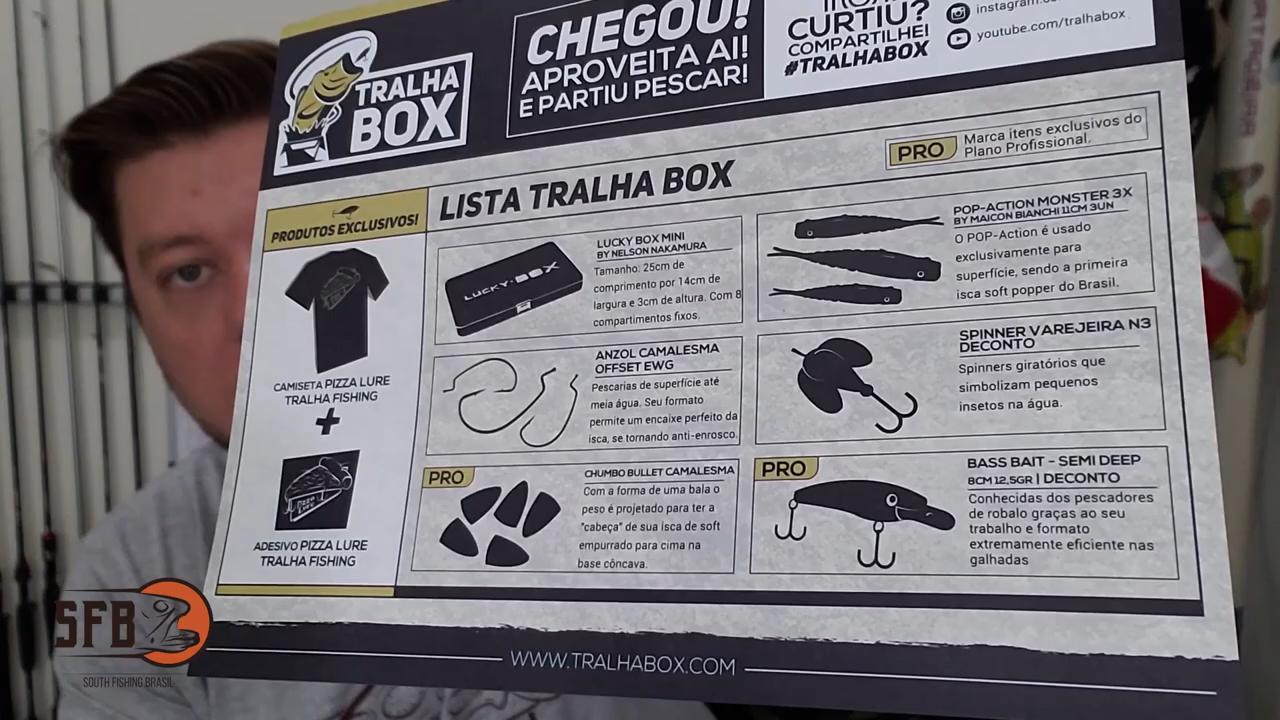 TRALHA
BOX
CHEGOU!
APROVEITA AI!
E PARTIU PESCAR!
CURTIU?
COMPARTILHE!
#TRALHABOX
youtube.com/tralhabox
PRO Marca itens exclusivos do
Plano Profissional.
PRODUTOS EXCLUSIVOS!
CAMISETA PIZZA LURE
TRALHA FISHING
+
ADESIVO PIZZA LURE
TRALHA FISHING
LISTA TRALHA BOX
LUCKY-BOX
LUCKY BOX MINI
BY NELSON NAKAMURA
Tamanho: 25cm de
comprimento por 14cm de
largura e 3cm de altura. Com 8
compartimentos fixos.
POP-ACTION MONSTER 3X
BY MAICON BIANCHI 11CM 3UN
O POP-Action é usado
exclusivamente para
superfície, sendo a primeira
isca soft popper do Brasil.
ANZOL CAMALESMA
OFFSET EWG
Pescarias de superfície até
meia água. Seu formato
permite um encaixe perfeito da
isca, se tornando anti-enrosco.
SPINNER VAREJEIRA N3
DECONTO
Spinners giratórios que
simbolizam pequenos
insetos na água.
PRO
CHUMBO BULLET CAMALESMA
Com a forma de uma bala o
peso é projetado para ter a
"cabeça" de sua isca de soft
empurrado para cima na
base côncava.
PRO
BASS BAIT - SEMI DEEP
8CM 12,5GR | DECONTO
Conhecidas dos pescadores
de robalo graças ao seu
trabalho e formato
extremamente eficiente nas
galhadas
WWW.TRALHABOX.COM
SFB
SOUTH FISHING BRASIL